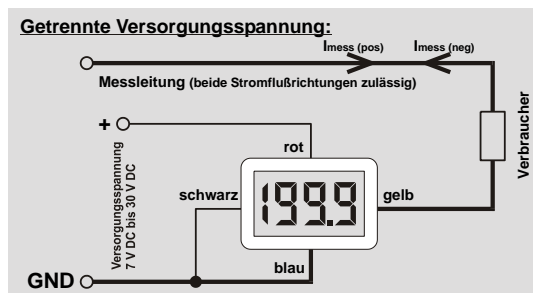 Getrennte Versorgungsspannung:
Imess (pos)
Imess (neg)
Messleitung (beide Stromflußrichtungen zulässig)
Verbraucher
+
rot
Versorgungsspannung
7 V DC bis 30 V DC
schwarz
199.9
gelb
blau
GND